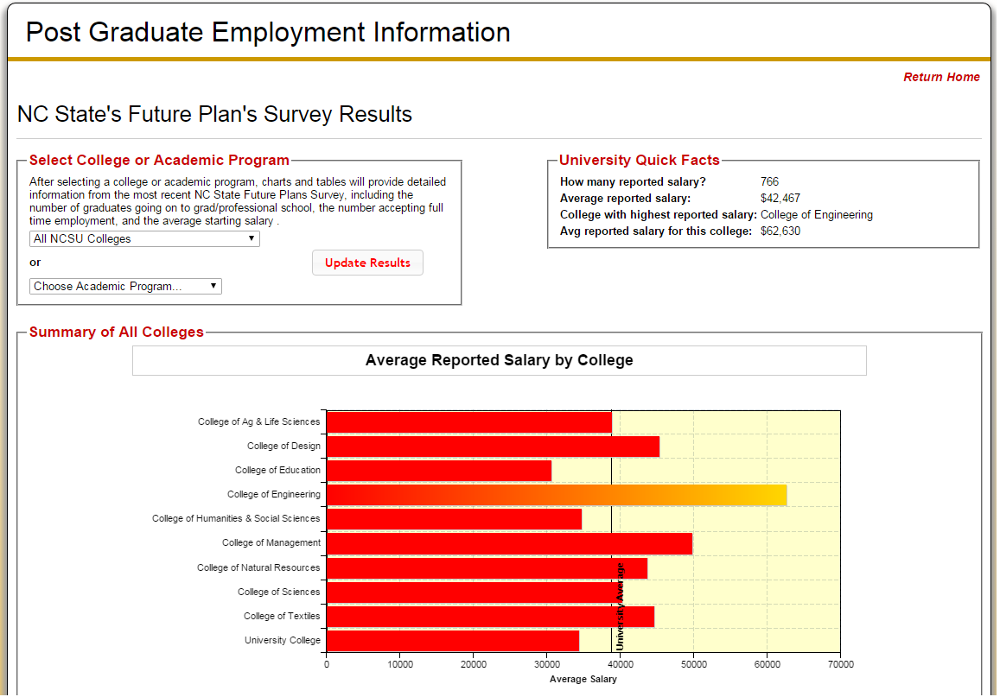 Post Graduate Employment Information
Return Home
NC State's Future Plan's Survey Results
Select College or Academic Program
After selecting a college or academic program, charts and tables will provide detailed
information from the most recent NC State Future Plans Survey, including the
number of graduates going on to grad/professional school, the number accepting full
time employment, and the average starting salary .
All NCSU Colleges
or
Update Results
Choose Academic Program...
University Quick Facts
How many reported salary? 766
Average reported salary: $42,467
College with highest reported salary: College of Engineering
Avg reported salary for this college: $62,630
Summary of All Colleges
Average Reported Salary by College
College of Ag & Life Sciences
College of Design
College of Education
College of Engineering
College of Humanities & Social Sciences
College of Management
College of Natural Resources
College of Sciences
College of Textiles
University College
University Average
0 10000 20000 30000 40000 50000 60000 70000
Average Salary